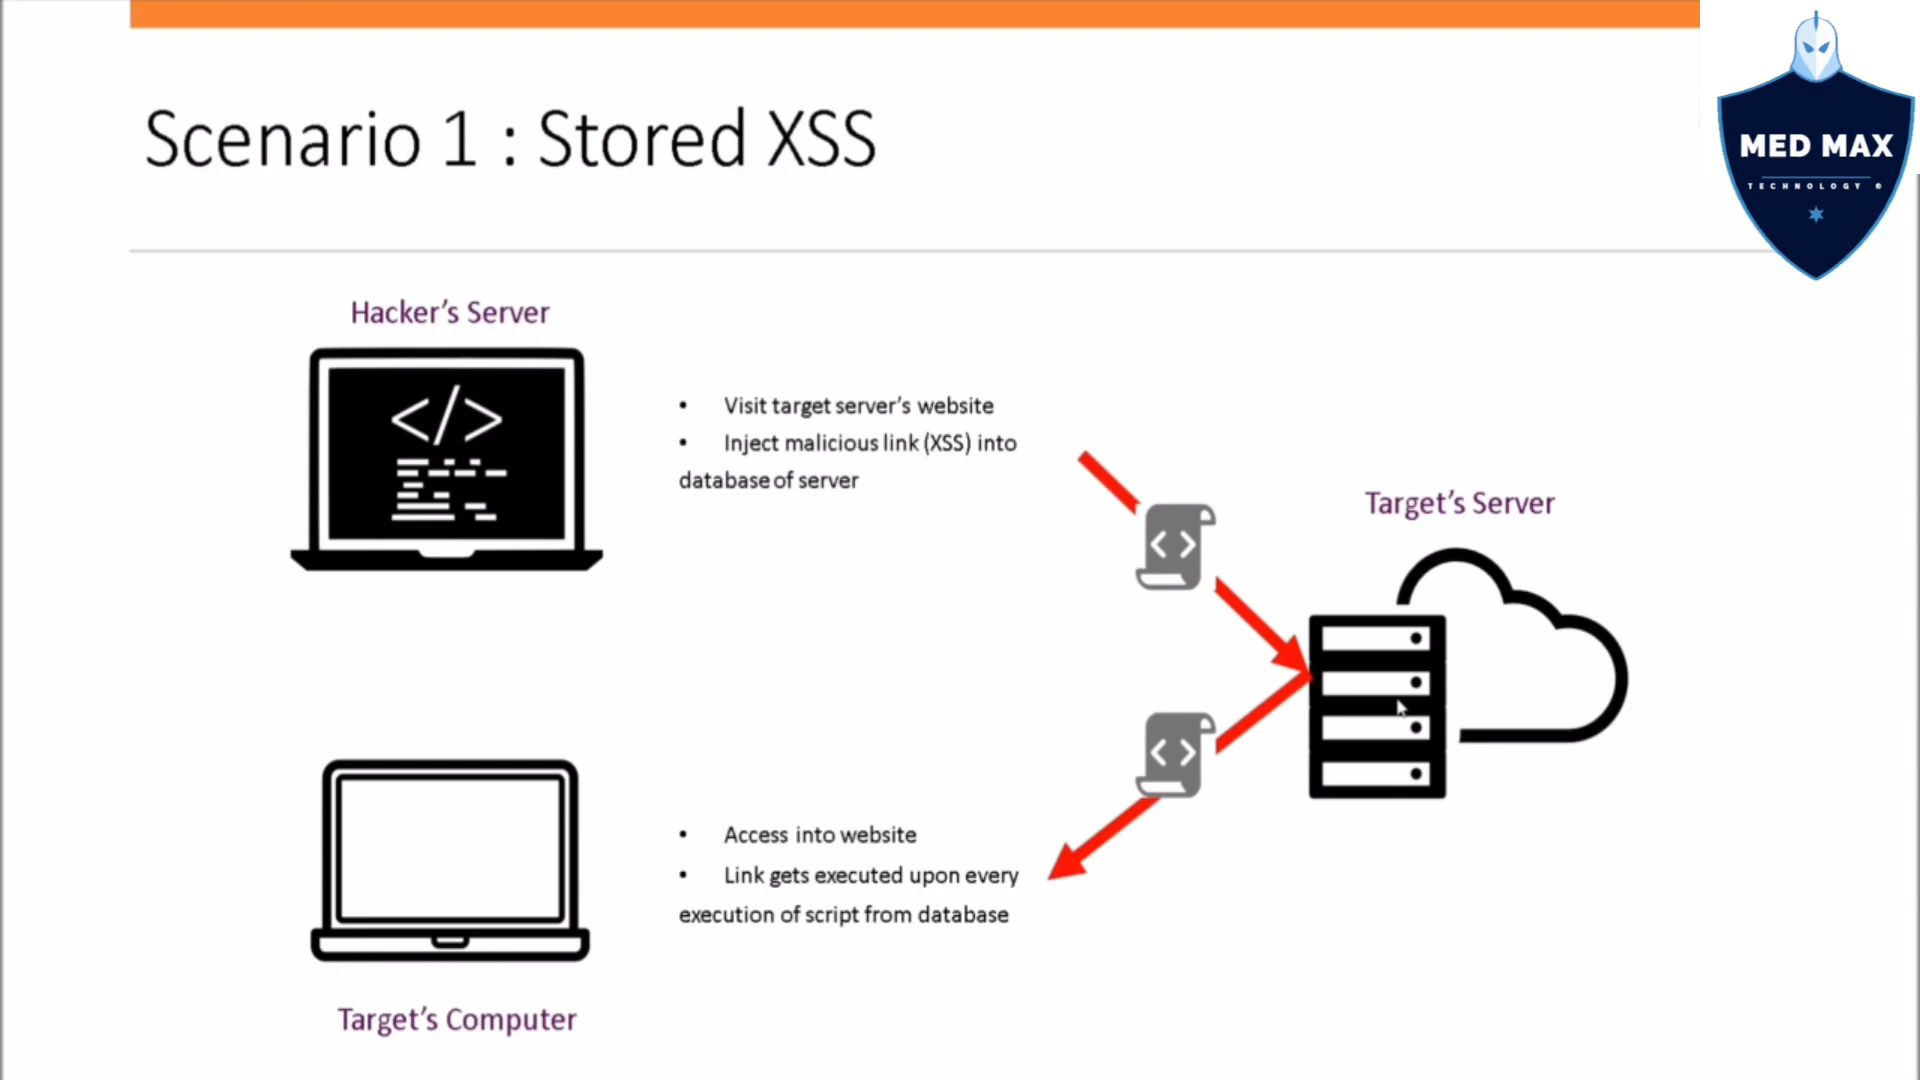 Scenario 1 : Stored XSS
MED MAX
TECHNOLOGY ®
Hacker's Server
</>
• Visit target server's website
• Inject malicious link (XSS) into
database of server
Target's Server
< >
< >
• Access into website
• Link gets executed upon every
execution of script from database
Target's Computer